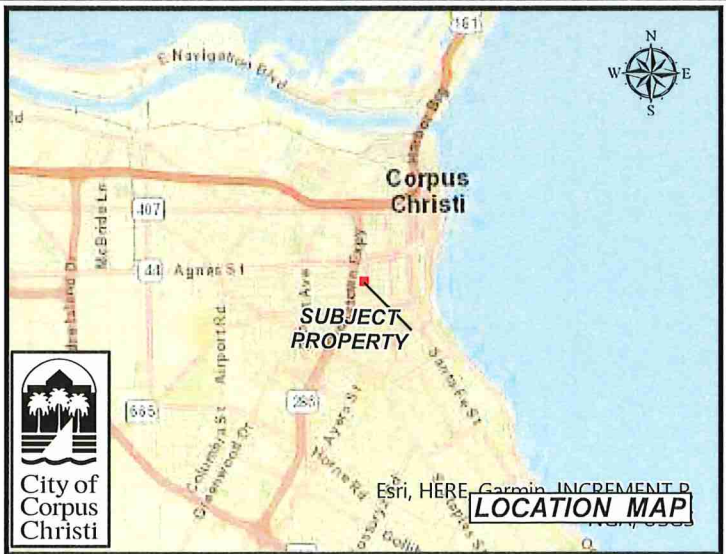 181
N
W E
S
E Navigation Blvd
Harbor Brg
Corpus
Christi
McBride Ln
407
44 Agnes St
Expy
Ave
SUBJECT
PROPERTY
Airport Rd
Santa Fe St
286
665
Columbia St
Greenwood Dr
Ayers St
Horne Rd
City of
Corpus
Christi
Esri, HERE, Garmin, INCREMENT P,
LOCATION MAP
NGA, USGS